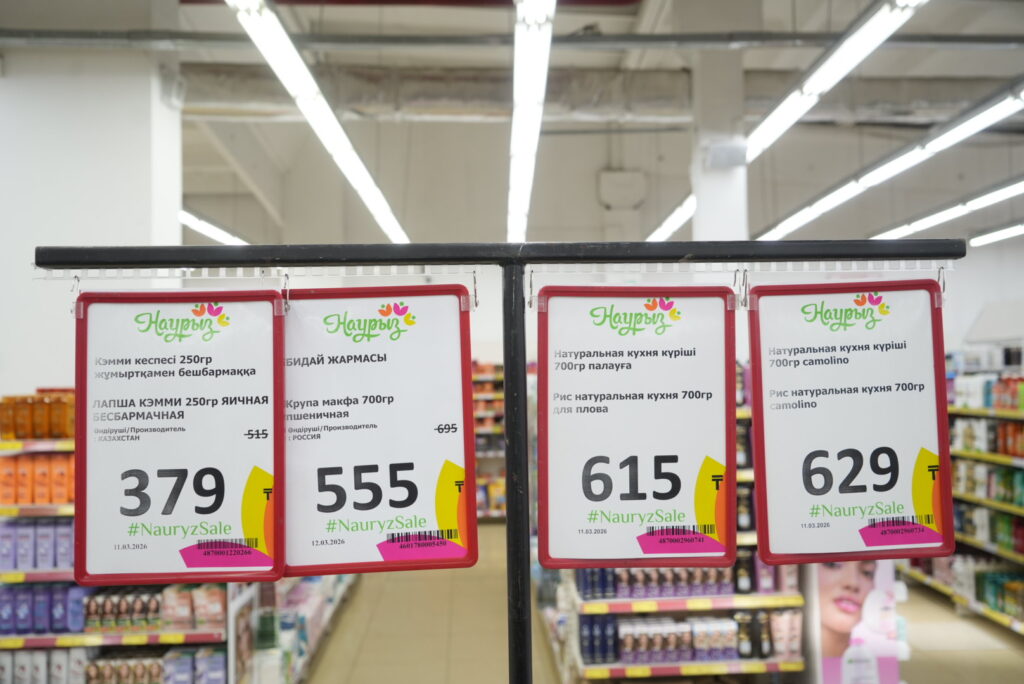 Наурыз
Кэмми кеспесі 250гр
жұмыртқамен бешбармаққа
ЛАПША КЭММИ 250ГР ЯИЧНАЯ
БЕСБАРМАЧНАЯ
Өндіруші/Производитель
: КАЗАХСТАН
515
379
₸
#NauryzSale
11.03.2026
4870001220266
Наурыз
БИДАЙ ЖАРМАСЫ
Крупа макфа 700гр
пшеничная
Өндіруші/Производитель
: РОССИЯ
695
555
₸
#NauryzSale
12.03.2026
4601780005450
Наурыз
Натуральная кухня күріші
700гр палауға
Рис натуральная кухня 700гр
для плова
615
₸
#NauryzSale
11.03.2026
4870002960741
Наурыз
Натуральная кухня күріші
700гр camolino
Рис натуральная кухня 700гр
camolino
629
₸
#NauryzSale
11.03.2026
4870002960734